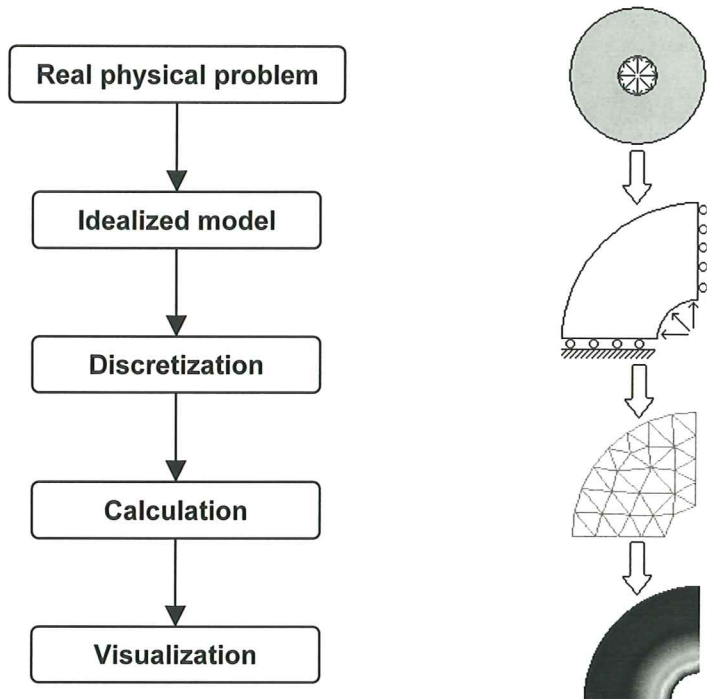 Real physical problem
Idealized model
Discretization
Calculation
Visualization